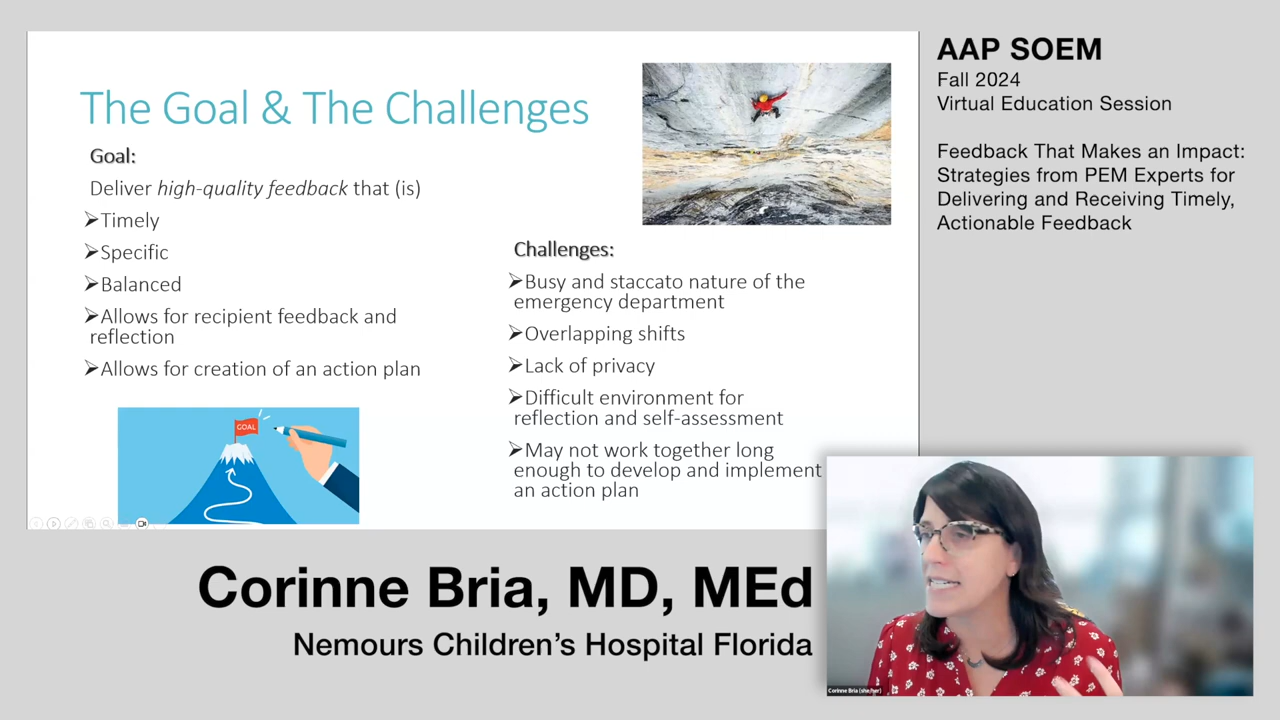 The Goal & The Challenges
Goal:
Deliver high-quality feedback that (is)
➢Timely
➢Specific
➢Balanced
➢Allows for recipient feedback and
reflection
➢Allows for creation of an action plan
GOAL
Challenges:
➢Busy and staccato nature of the
emergency department
➢Overlapping shifts
➢Lack of privacy
➢Difficult environment for
reflection and self-assessment
➢May not work together long
enough to develop and implement
an action plan
AAP SOEM
Fall 2024
Virtual Education Session
Feedback That Makes an Impact:
Strategies from PEM Experts for
Delivering and Receiving Timely,
Actionable Feedback
Corinne Bria, MD, MEd
Nemours Children’s Hospital Florida
Corinne Bria (she/her)